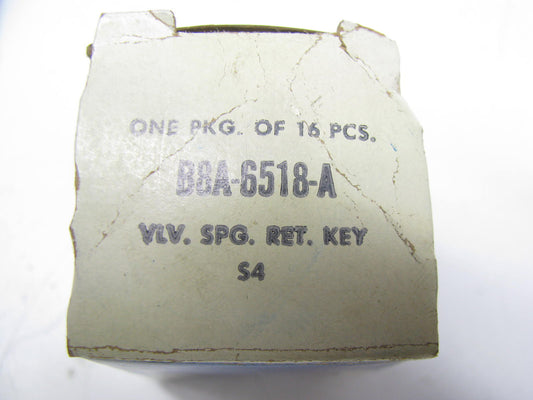 ONE PKG. OF 16 PCS.
B8A-6518-A
VLV. SPG. RET. KEY
S4